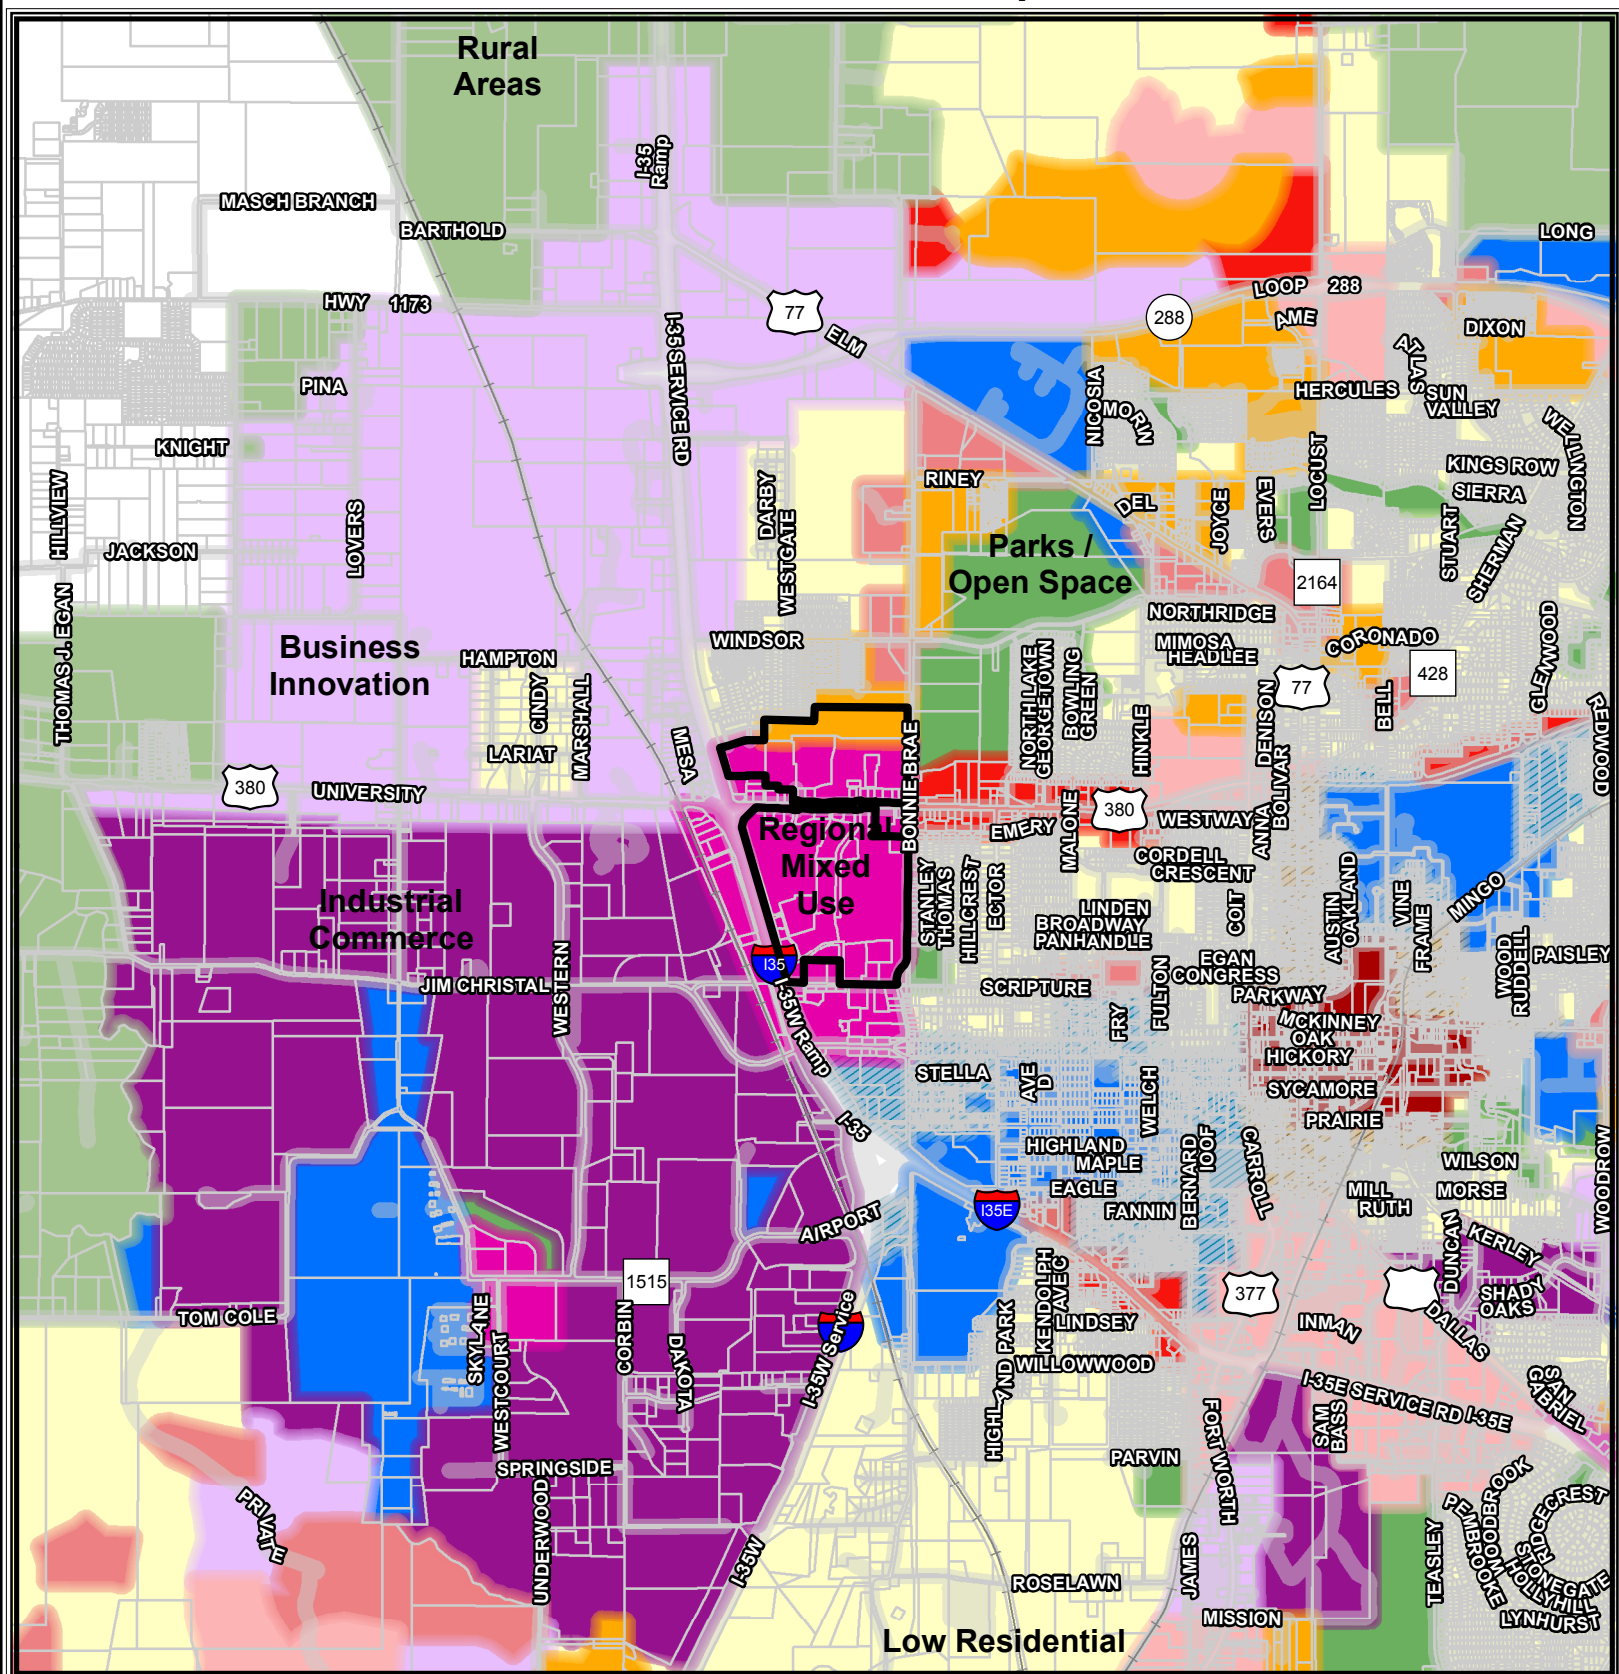 Rural
Areas
I-35
Ramp
MASCH BRANCH
BARTHOLD
LONG
HWY 1173
77
ELM
288
LOOP 288
AME
DIXON
I-35 SERVICE RD
ATLAS
PINA
NICOSIA
MORW
HERCULES
SUN
VALLEY
WELLINGTON
KNIGHT
HILLVIEW
DARBY
RINEY
DEL
JOYCE
EVERS
LOCUST
KINGS ROW
SIERRA
JACKSON
LOVERS
WESTGATE
Parks /
Open Space
STUART
SHERMAN
2164
THOMAS J. EGAN
WINDSOR
NORTHRIDGE
MIMOSA
HEADLEE
CORONADO
GLENWOOD
Business
Innovation
HAMPTON
CINDY
MARSHALL
LARIAT
NORTHLAKE
GEORGETOWN
BOWLING
GREEN
77
428
DENISON
BELL
REDWOOD
MESA
BONNIE BRAE
HINKLE
BOLIVAR
380
UNIVERSITY
380
EMERY
MALONE
WESTWAY
ANNA
Regional
Mixed
Use
CORDELL
CRESCENT
STANLEY
THOMAS
HILLCREST
ECTOR
COIT
AUSTIN
OAKLAND
VINE
FRAME
MINGO
Industrial
Commerce
LINDEN
BROADWAY
PANHANDLE
WESTERN
I35
EGAN
CONGRESS
WOOD
RUDDELL
PAISLEY
JIM CHRISTAL
SCRIPTURE
FRY
FULTON
PARKWAY
MCKINNEY
OAK
HICKORY
I-35W Ramp
STELLA
AVE
D
WELCH
SYCAMORE
PRAIRIE
I-35
HIGHLAND
MAPLE
BERNARD
IOOF
CARROLL
WILSON
WOODROW
EAGLE
MILL
RUTH
MORSE
AIRPORT
I35E
FANNIN
DUNCAN
KERLEY
1515
KENDOLPH
AVEC
377
SHADY
OAKS
TOM COLE
SKYLANE
WESTCOURT
CORBIN
DAKOTA
I-35W Service
LINDSEY
INMAN
DALLAS
WILLOWWOOD
HIGHL
YND PARK
I-35E SERVICE RD I-35E
SAN
GABRIEL
SAM
BASS
FORT WORTH
PARVIN
SPRINGSIDE
UNDERWOOD
PRIVATE
I-35W
PEMBROKE
WOODBROOK
RIDGECREST
TEASLEY
ROSELAWN
JAMES
STONEGATE
HOLLYHILL
LYNHURST
MISSION
Low Residential